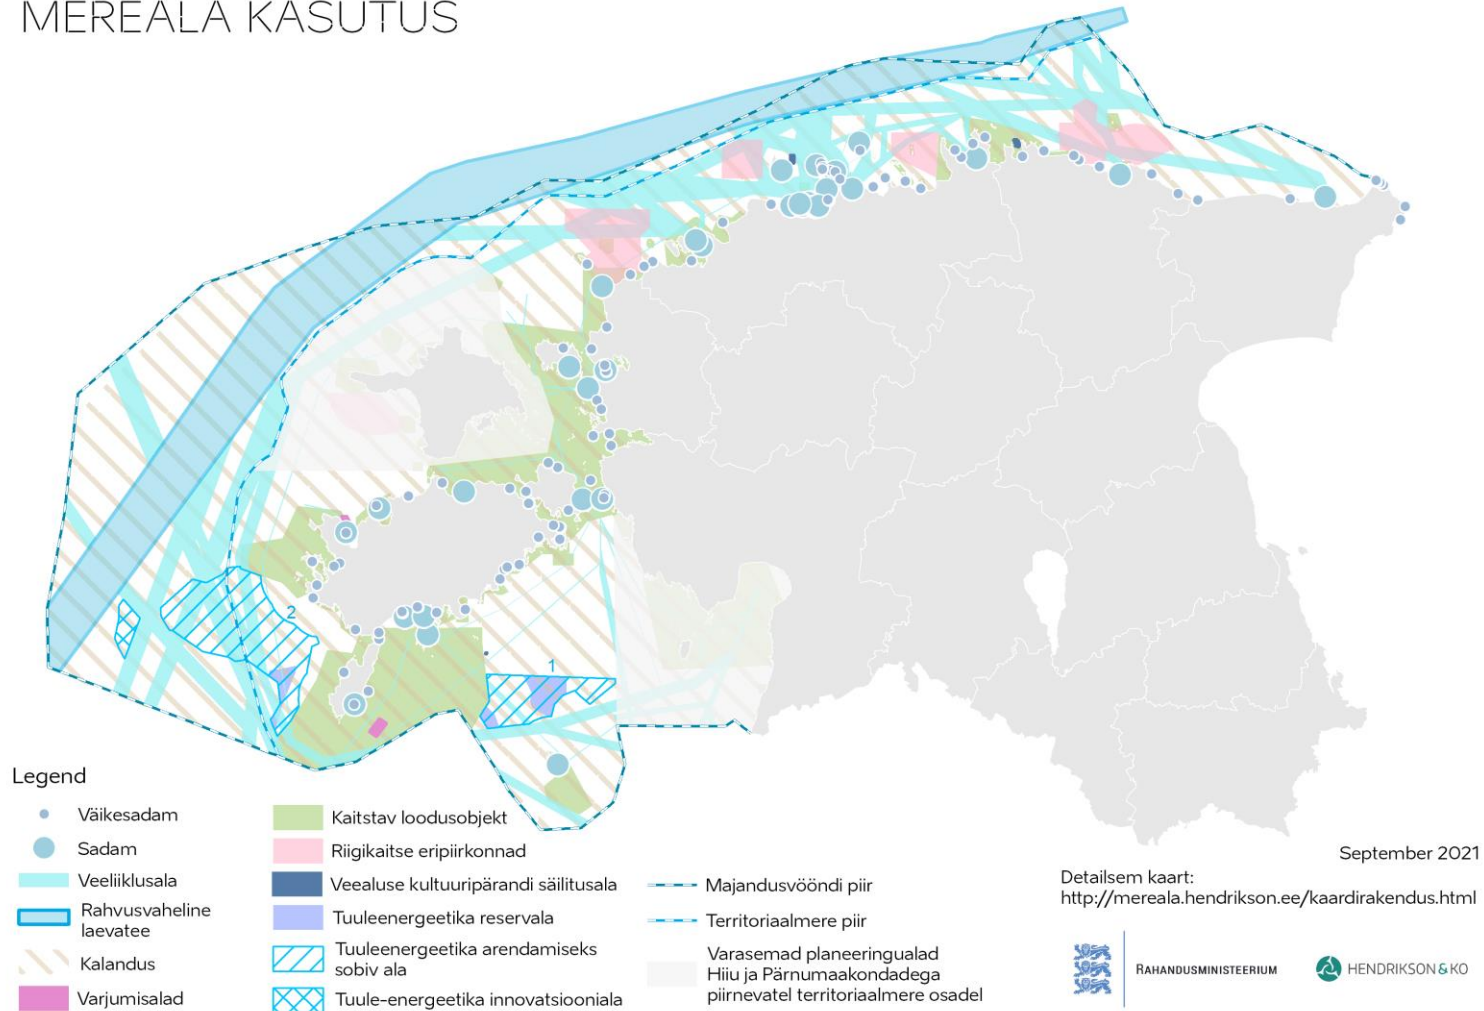 MEREALA KASUTUS
2
1
Legend
Väikesadam
Sadam
Veeliiklusala
Rahvusvaheline
laevatee
Kalandus
Varjumisalad
Kaitstav loodusobjekt
Riigikaitse eripiirkonnad
Veealuse kultuuripärandi säilitusala
Tuuleenergeetika reservala
Tuuleenergeetika arendamiseks
sobiv ala
Tuule-energeetika innovatsiooniala
Majandusvööndi piir
Territoriaalmere piir
Varasemad planeeringualad
Hiiu ja Pärnumaakondadega
piirnevatel territoriaalmere osadel
September 2021
Detailsem kaart:
http://mereala.hendrikson.ee/kaardirakendus.html
RAHANDUSMINISTEERIUM
HENDRIKSON & KO